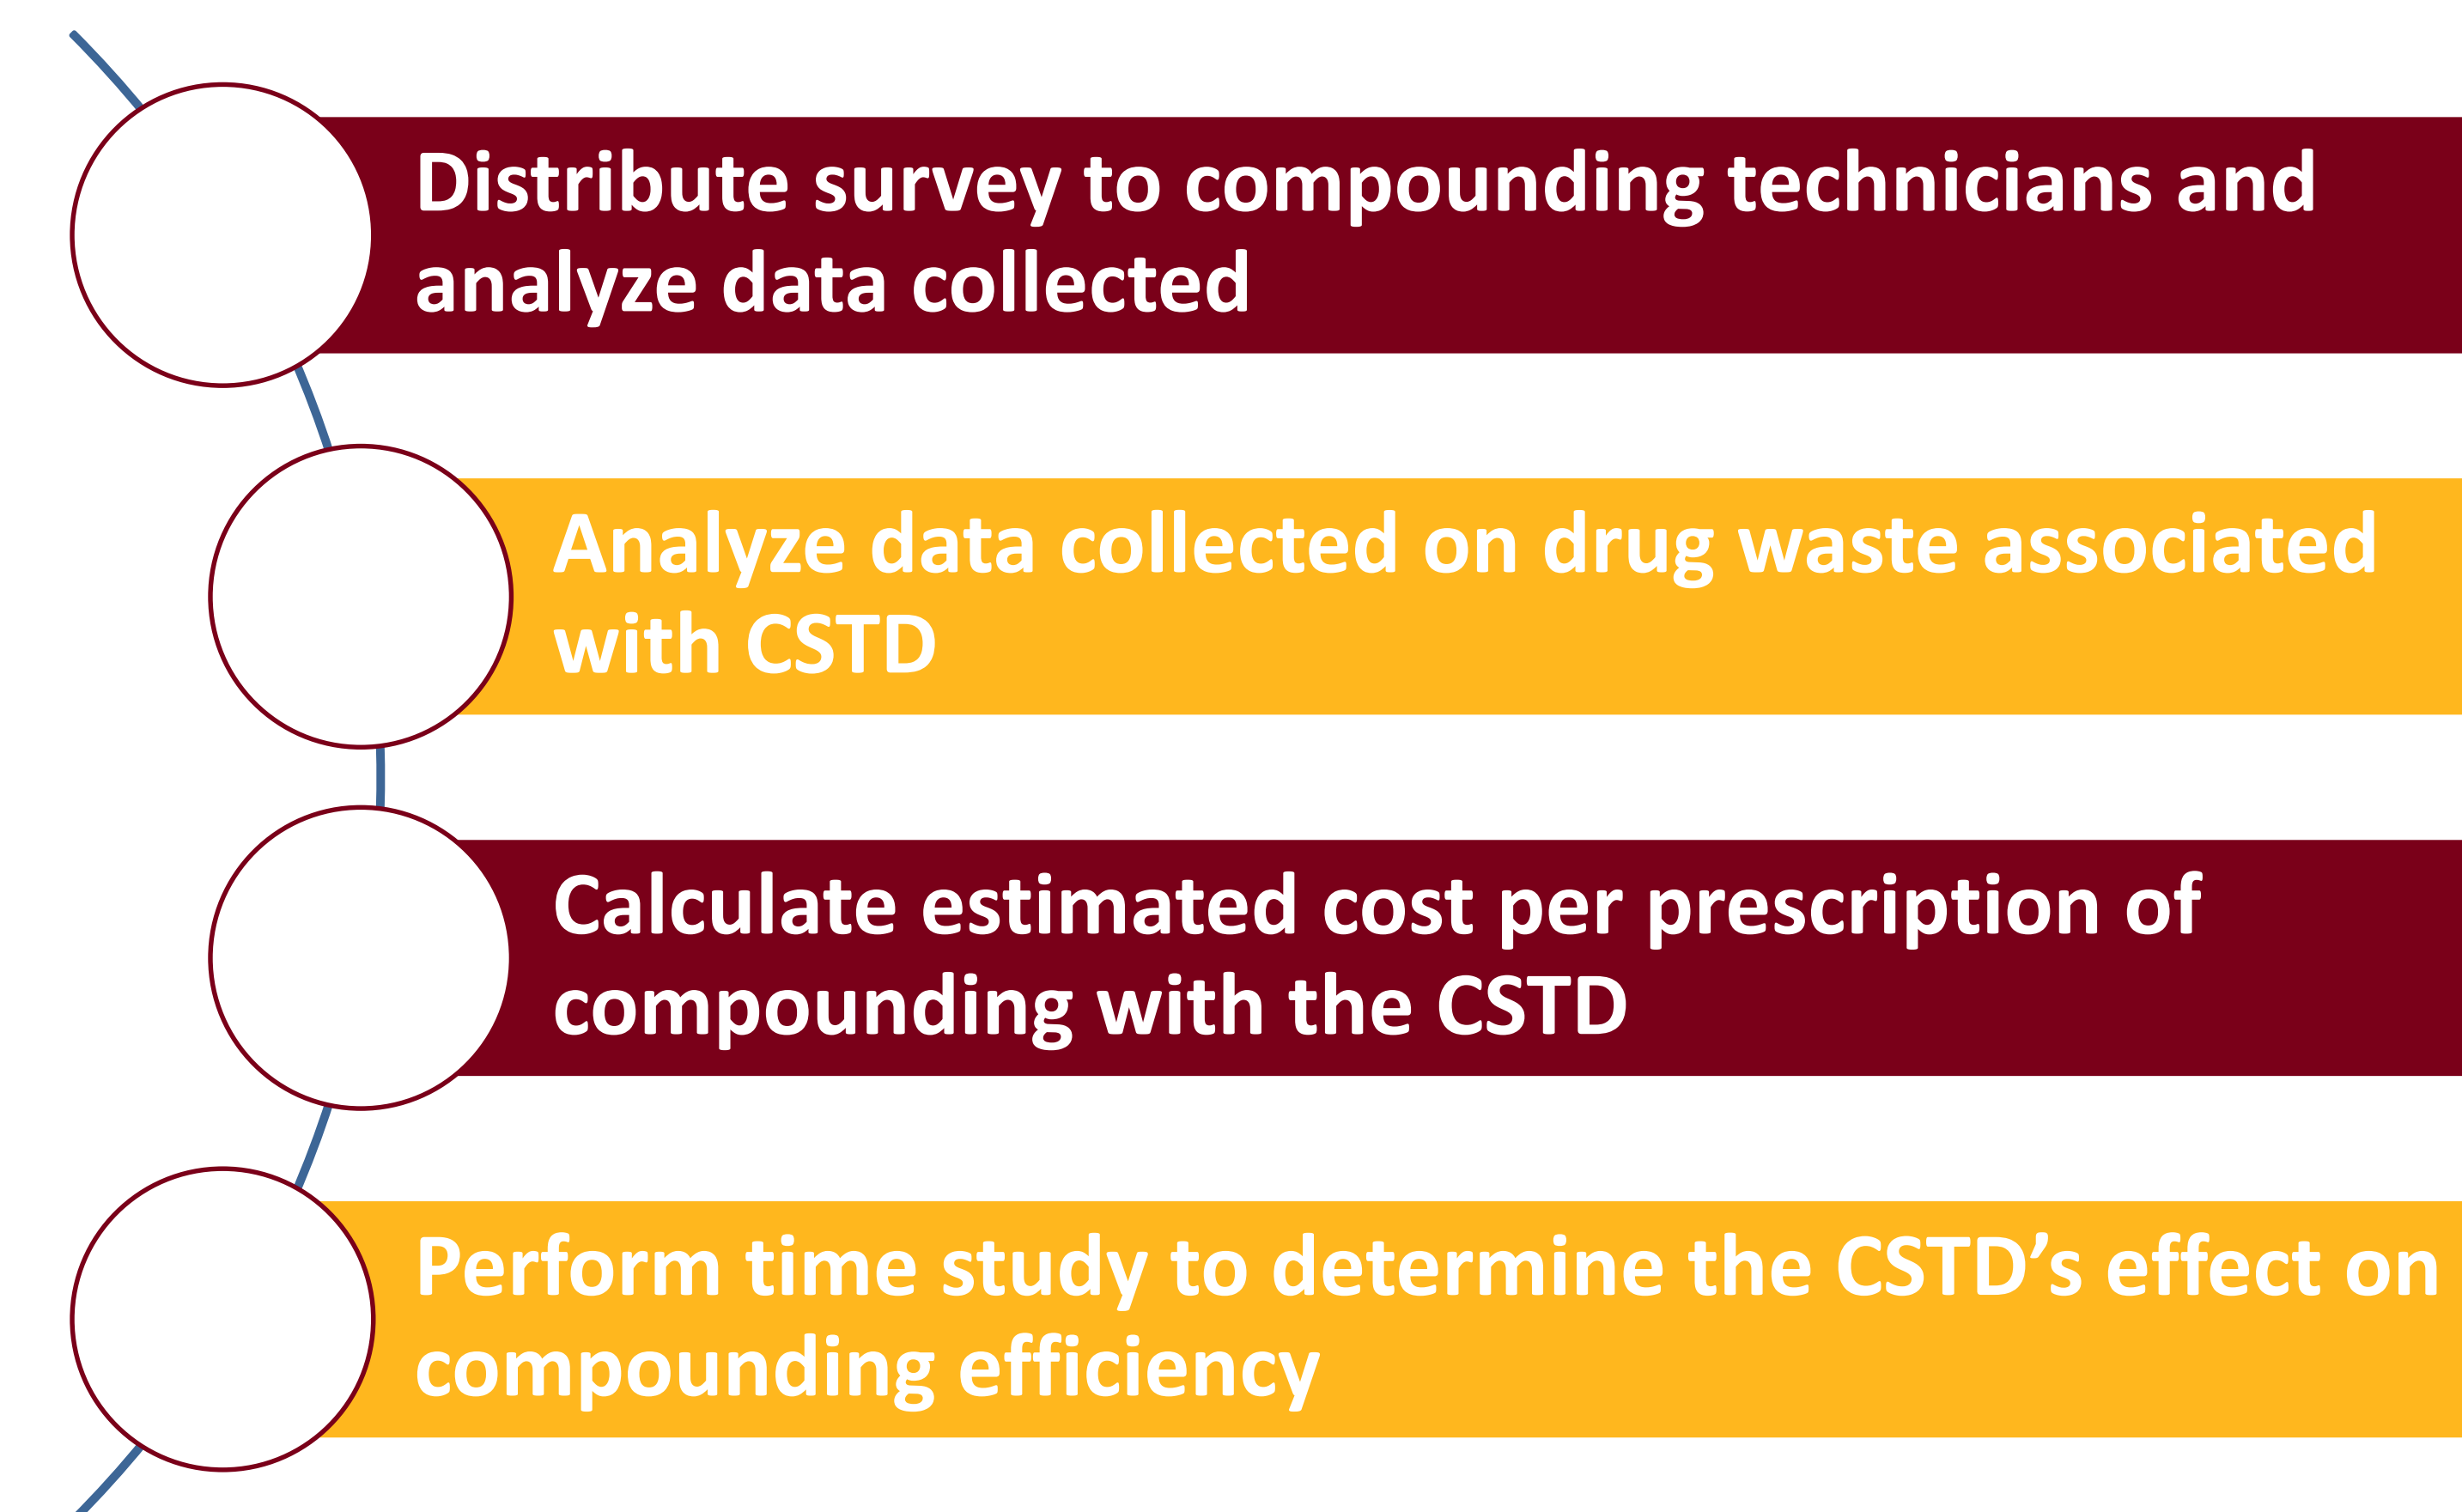 Distribute survey to compounding technicians and
analyze data collected
Analyze data collected on drug waste associated
with CSTD
Calculate estimated cost per prescription of
compounding with the CSTD
Perform time study to determine the CSTD’s effect on
compounding efficiency